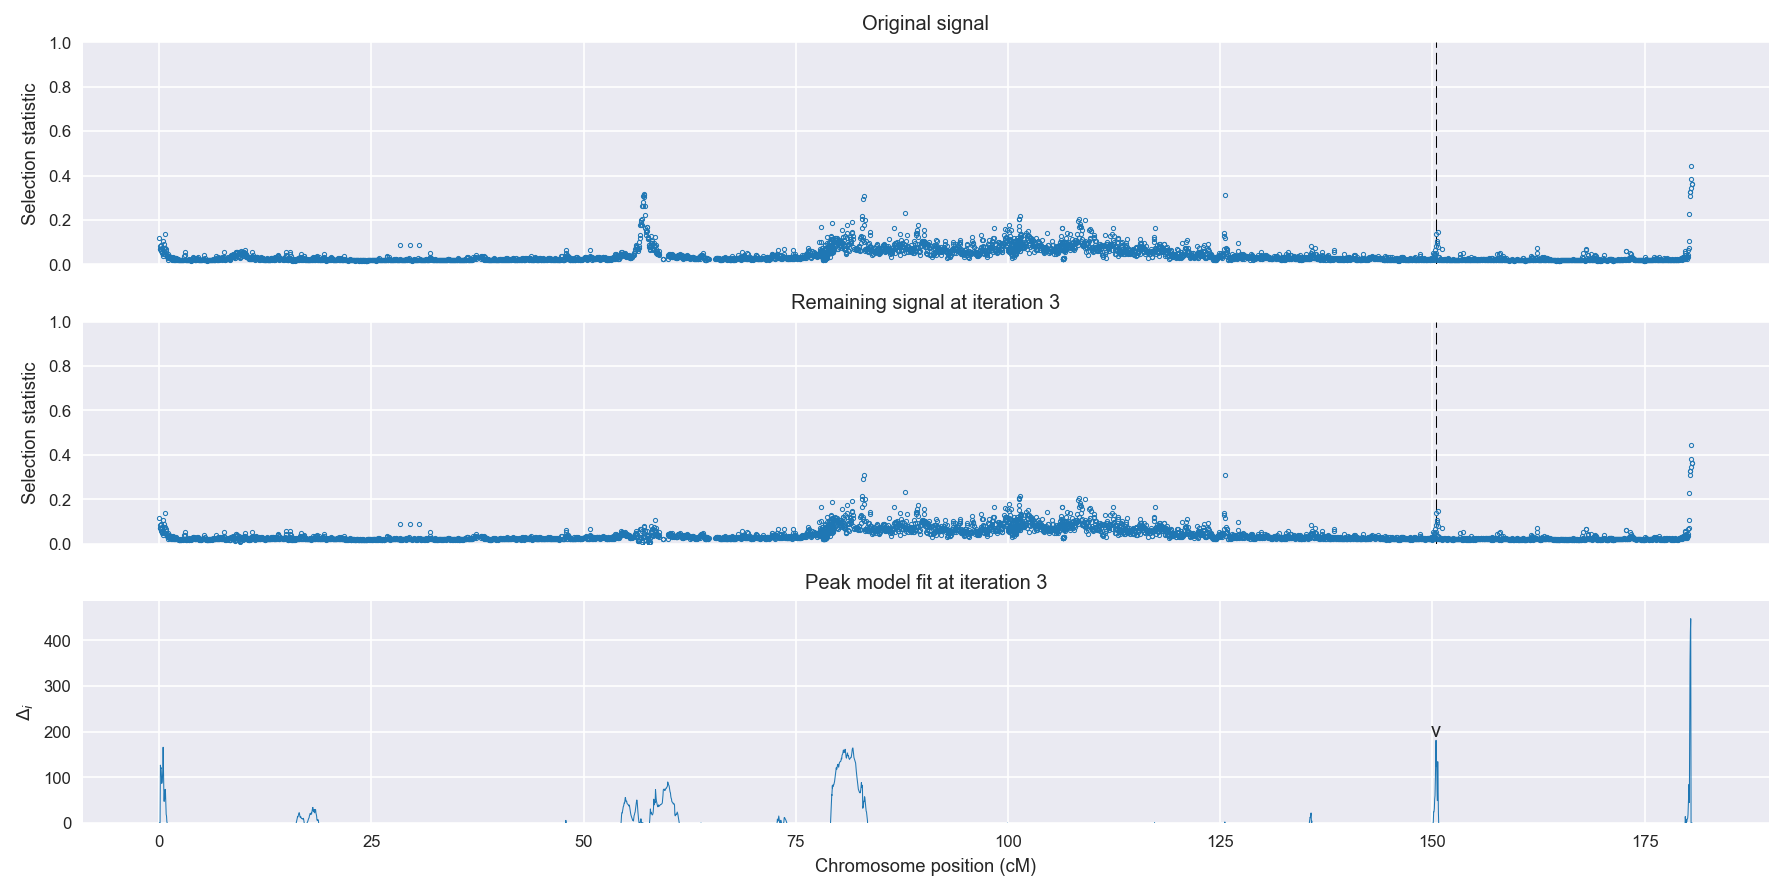 Original signal
1.0
0.8
0.6
0.4
0.2
0.0
Selection statistic
Remaining signal at iteration 3
1.0
0.8
0.6
0.4
0.2
0.0
Selection statistic
Peak model fit at iteration 3
400
300
200
100
0
Δi
v
0 25 50 75 100 125 150 175
Chromosome position (cM)